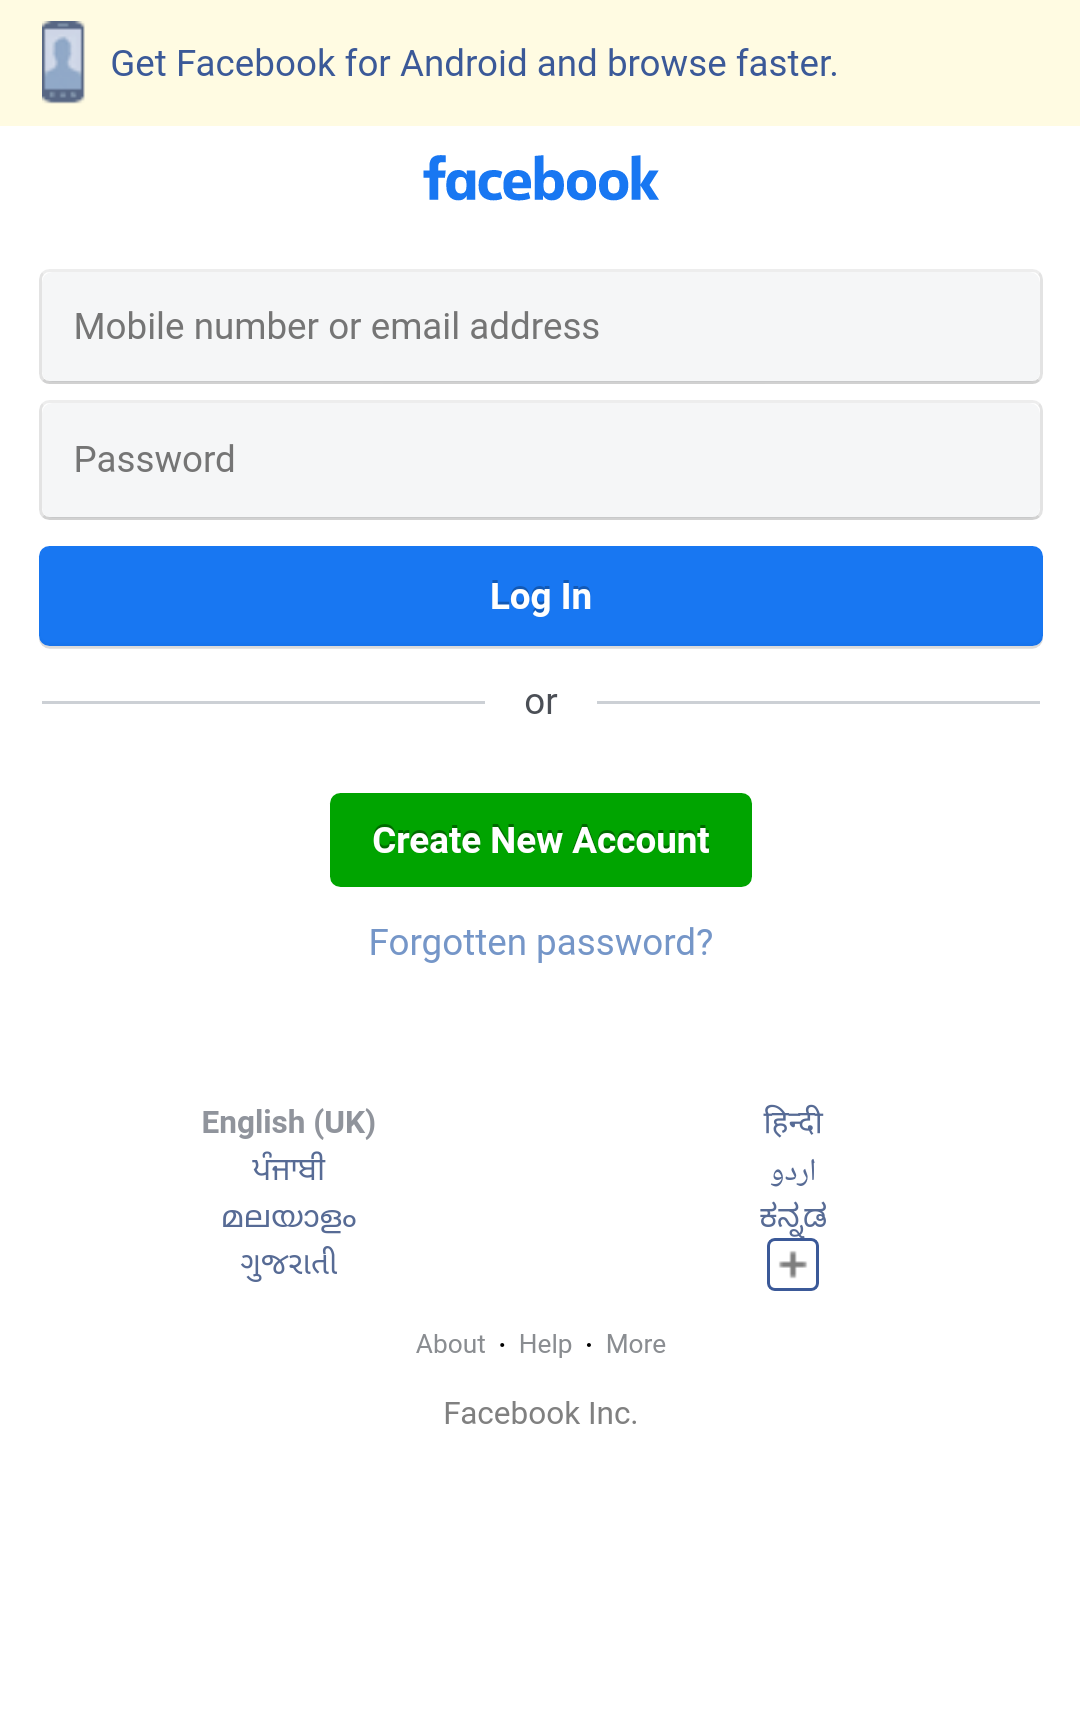 Get Facebook for Android and browse faster.
facebook
Mobile number or email address
Password
Log In
or
Create New Account
Forgotten password?
English (UK)
हिन्दी
ਪੰਜਾਬੀ
اردو
മലയാളം
ಕನ್ನಡ
ગુજરાતી
About · Help · More
Facebook Inc.